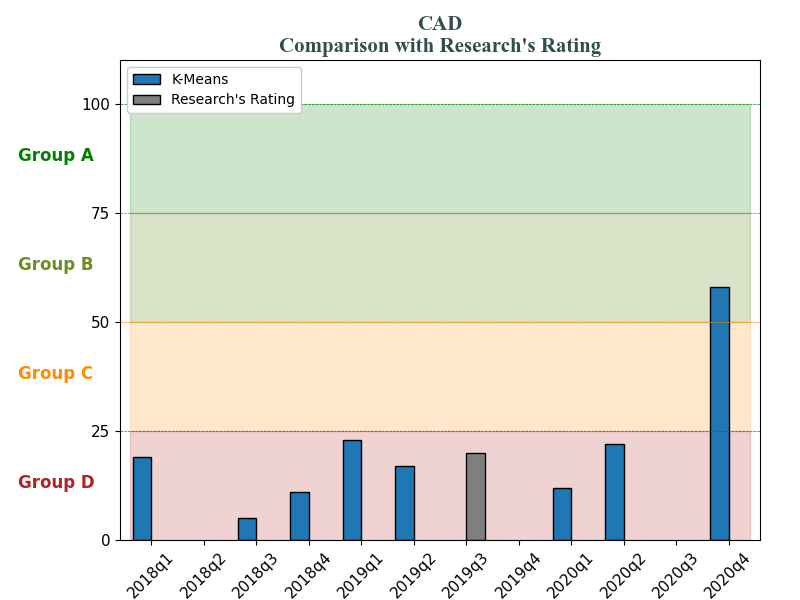 CAD
Comparison with Research's Rating
K-Means
Research's Rating
100
Group A
75
Group B
50
Group C
25
Group D
0
2018q1
2018q2
2018q3
2018q4
2019q1
2019q2
2019q3
2019q4
2020q1
2020q2
2020q3
2020q4